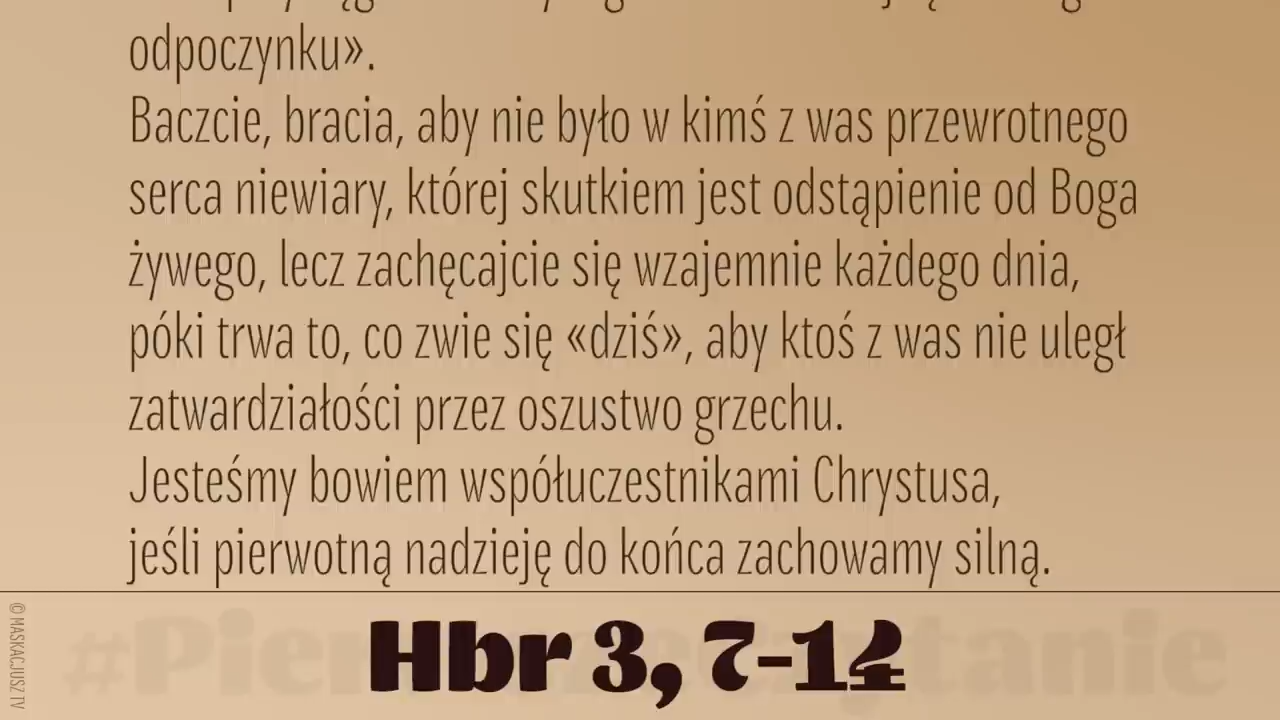 odpoczynku».
Baczcie, bracia, aby nie było w kimś z was przewrotnego
serca niewiary, której skutkiem jest odstąpienie od Boga
żywego, lecz zachęcajcie się wzajemnie każdego dnia,
póki trwa to, co zwie się «dziś», aby ktoś z was nie uległ
zatwardziałości przez oszustwo grzechu.
Jesteśmy bowiem współuczestnikami Chrystusa,
jeśli pierwotną nadzieję do końca zachowamy silną.
Hbr 3, 7-14
© MASKACJUSZ TV